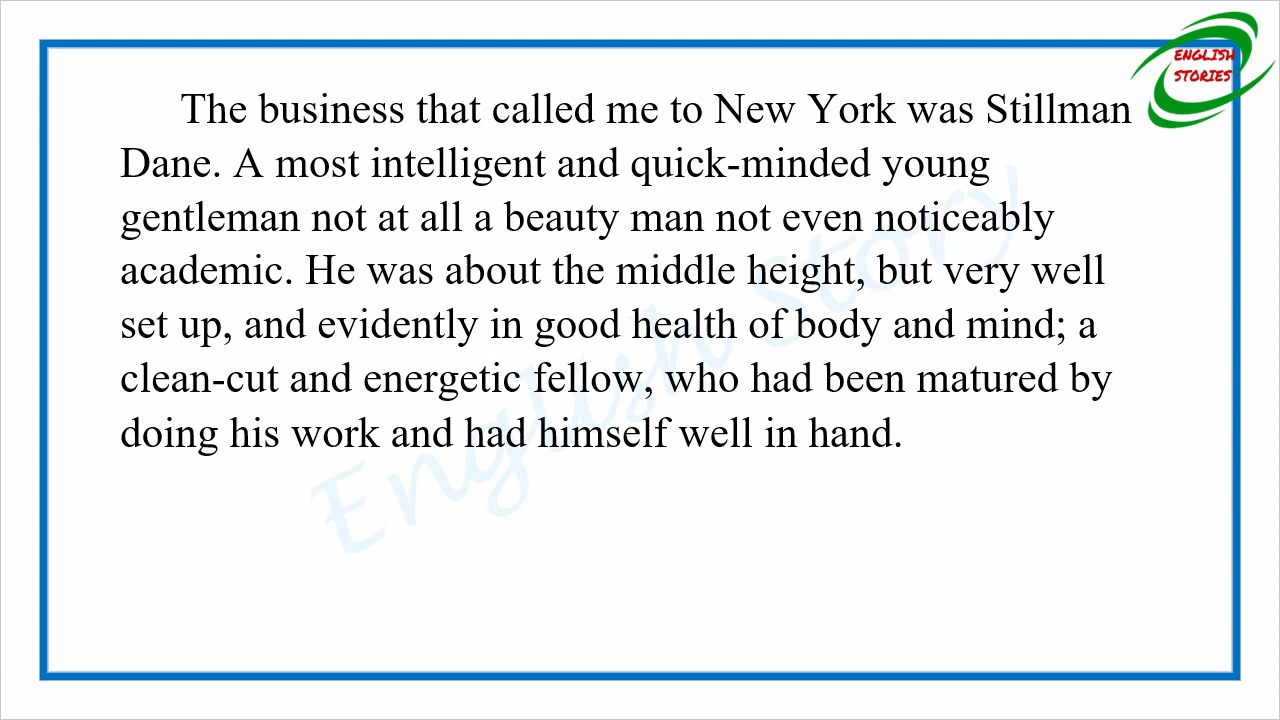 ENGLISH
STORIES
The business that called me to New York was Stillman
Dane. A most intelligent and quick-minded young
gentleman not at all a beauty man not even noticeably
academic. He was about the middle height, but very well
set up, and evidently in good health of body and mind; a
clean-cut and energetic fellow, who had been matured by
doing his work and had himself well in hand.
English Story